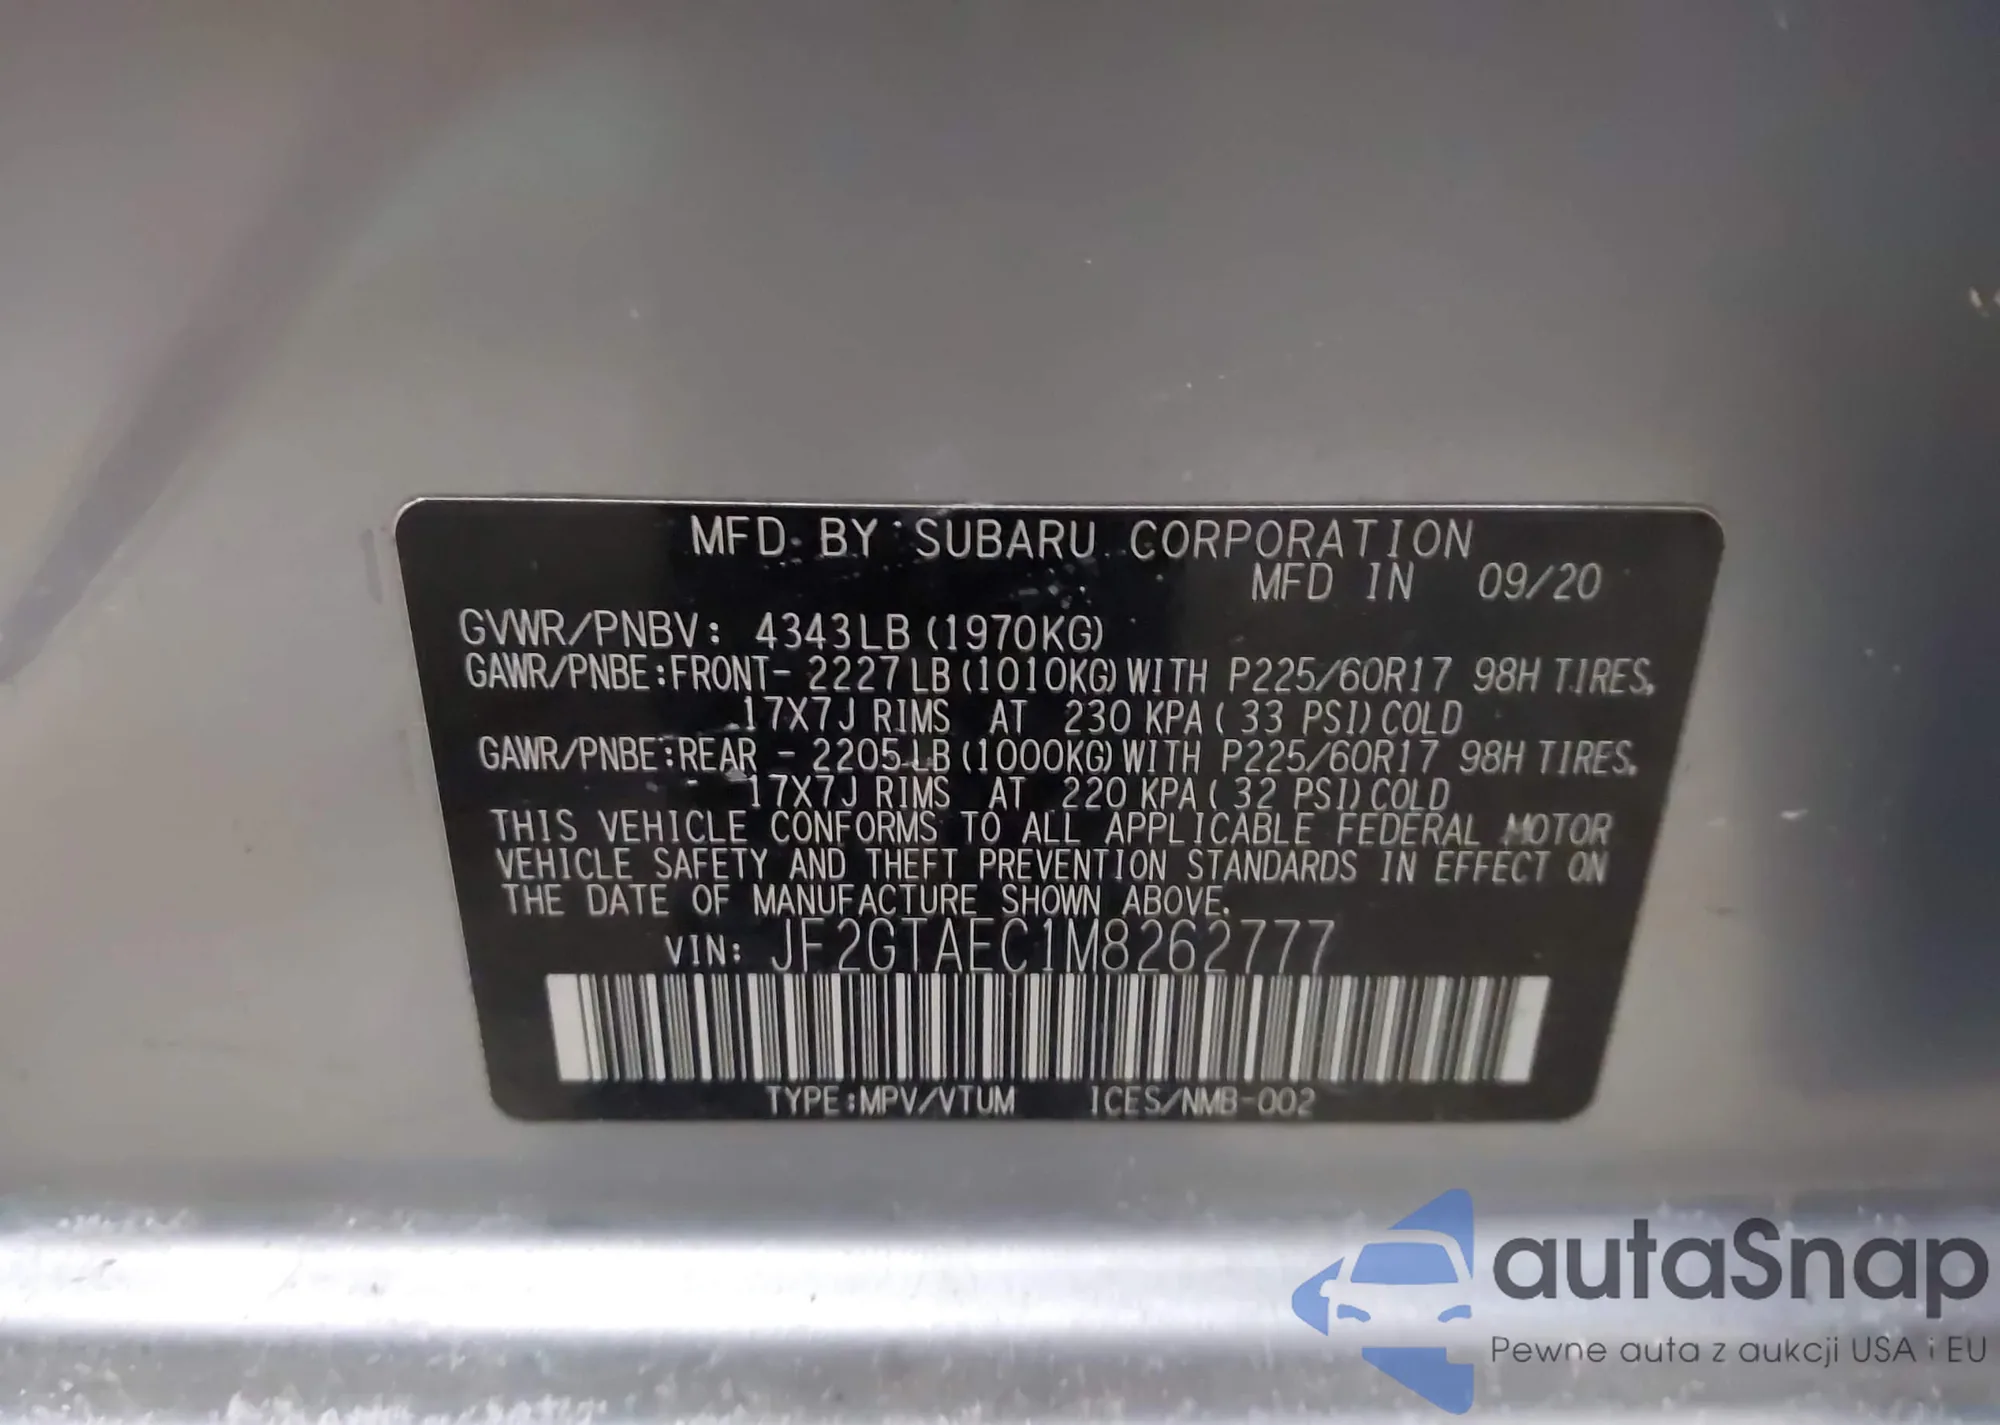 MFD. BY SUBARU CORPORATION
MFD IN 09/20
GVWR/PNBV: 4343LB (1970KG)
GAWR/PNBE:FRONT- 2227 LB (1010KG) WITH P225/60R17 98H TIRES,
17X7J RIMS AT 230 KPA ( 33 PSI) COLD
GAWR/PNBE:REAR - 2205 LB (1000KG) WITH P225/60R17 98H TIRES,
17X7J RIMS AT 220 KPA ( 32 PSI) COLD
THIS VEHICLE CONFORMS TO ALL APPLICABLE FEDERAL MOTOR
VEHICLE SAFETY AND THEFT PREVENTION STANDARDS IN EFFECT ON
THE DATE OF MANUFACTURE SHOWN ABOVE.
VIN: JF2GTAEC1M8262777
TYPE:MPV/VTUM ICES/NMB-002
autaSnap
Pewne auta z aukcji USA i EU